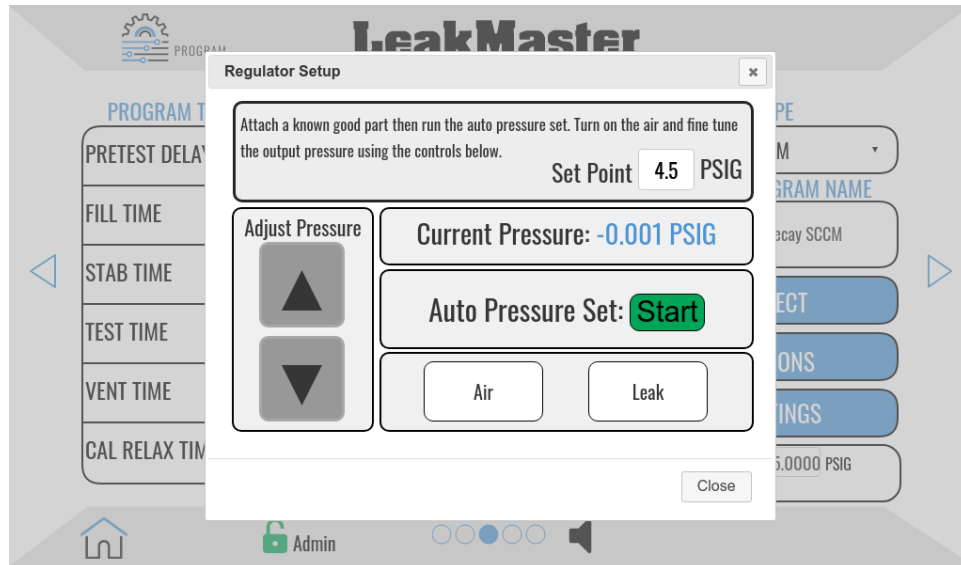 PROGRAM
LeakMaster
Regulator Setup
Attach a known good part then run the auto pressure set. Turn on the air and fine tune
the output pressure using the controls below.
Set Point 4.5 PSIG
Adjust Pressure
Current Pressure: -0.001 PSIG
Auto Pressure Set: Start
Air Leak
Close
PROGRAM T
PRETEST DELAY
FILL TIME
STAB TIME
TEST TIME
VENT TIME
CAL RELAX TIM
PE
M
GRAM NAME
ecay SCCM
ECT
IONS
INGS
5.0000 PSIG
Admin